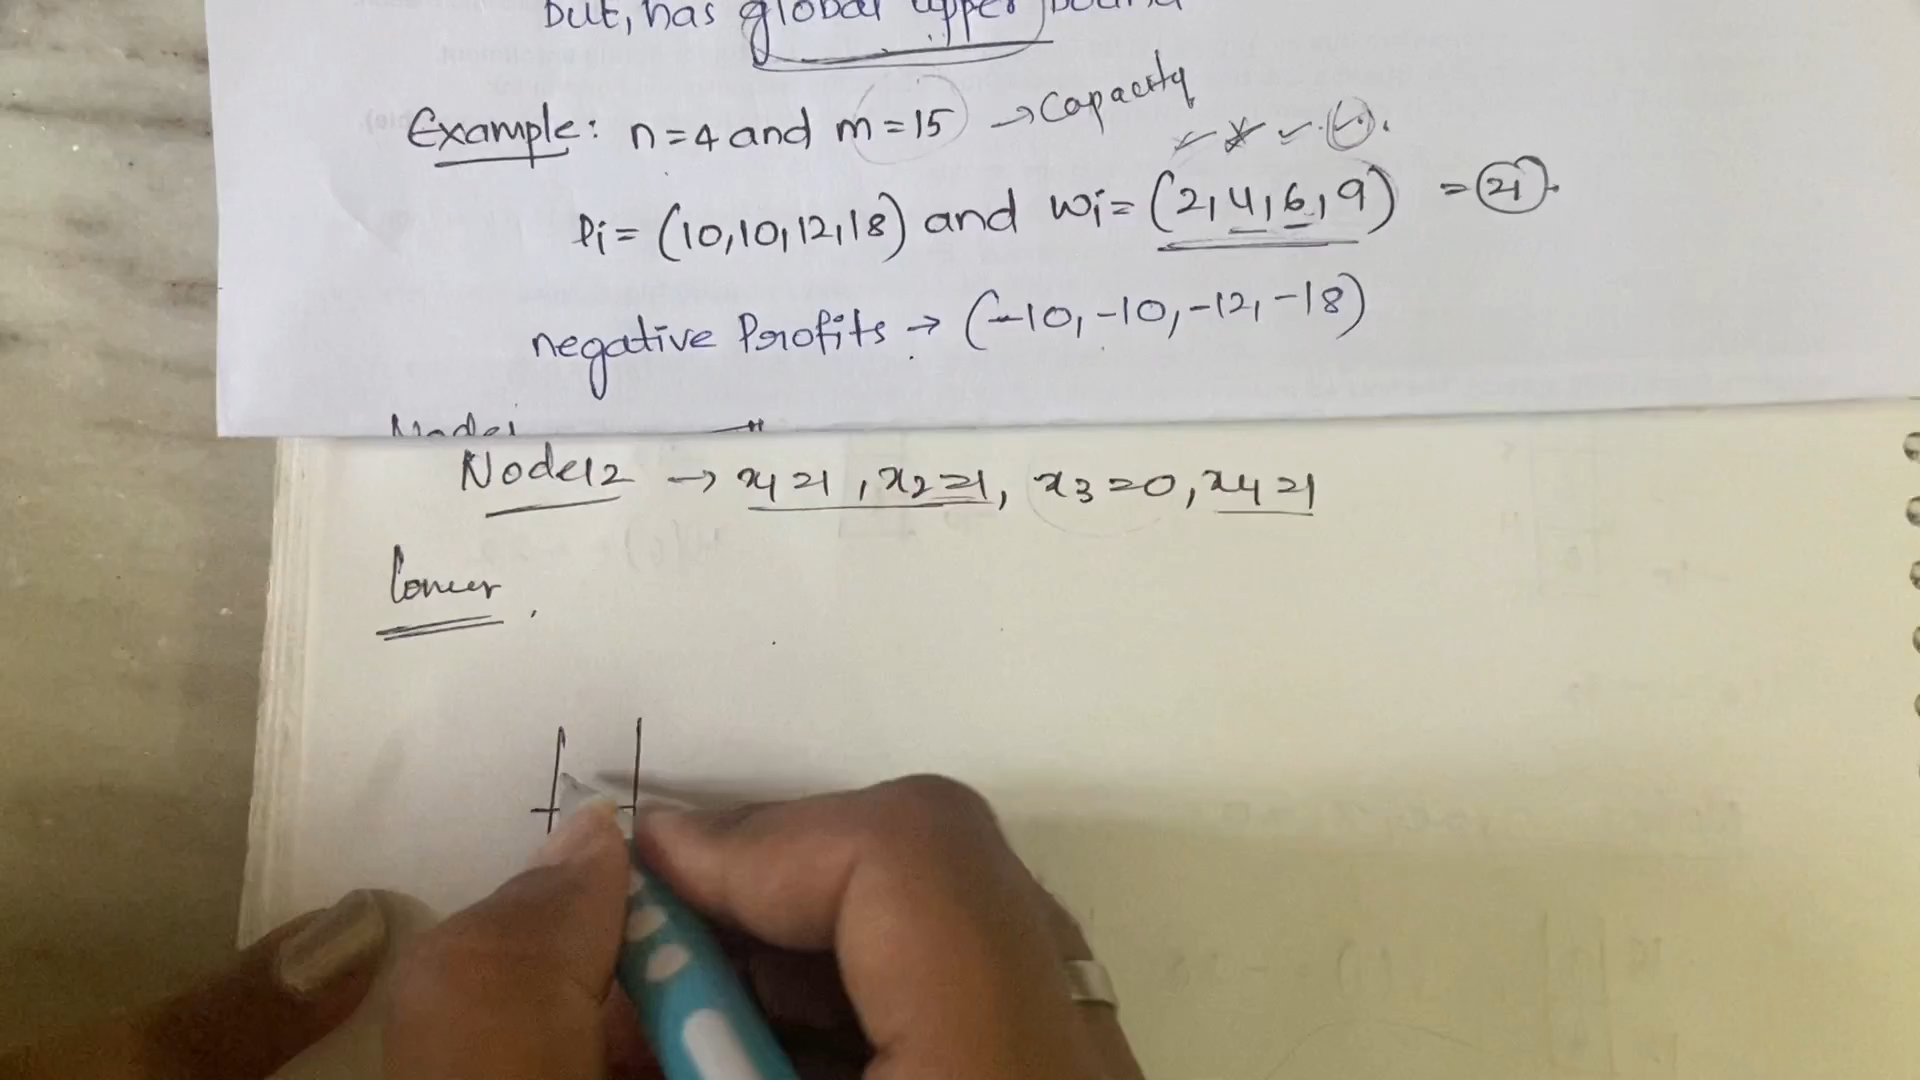 but, has global upper bound
Example: n=4 and m=15 → Capacity
Pi = (10,10,12,18) and wi= (2,4,6,9) = 21.
negative Profits → (-10,-10,-12,-18)
Node12 → x1=1, x2=1, x3=0, x4=1
Lower